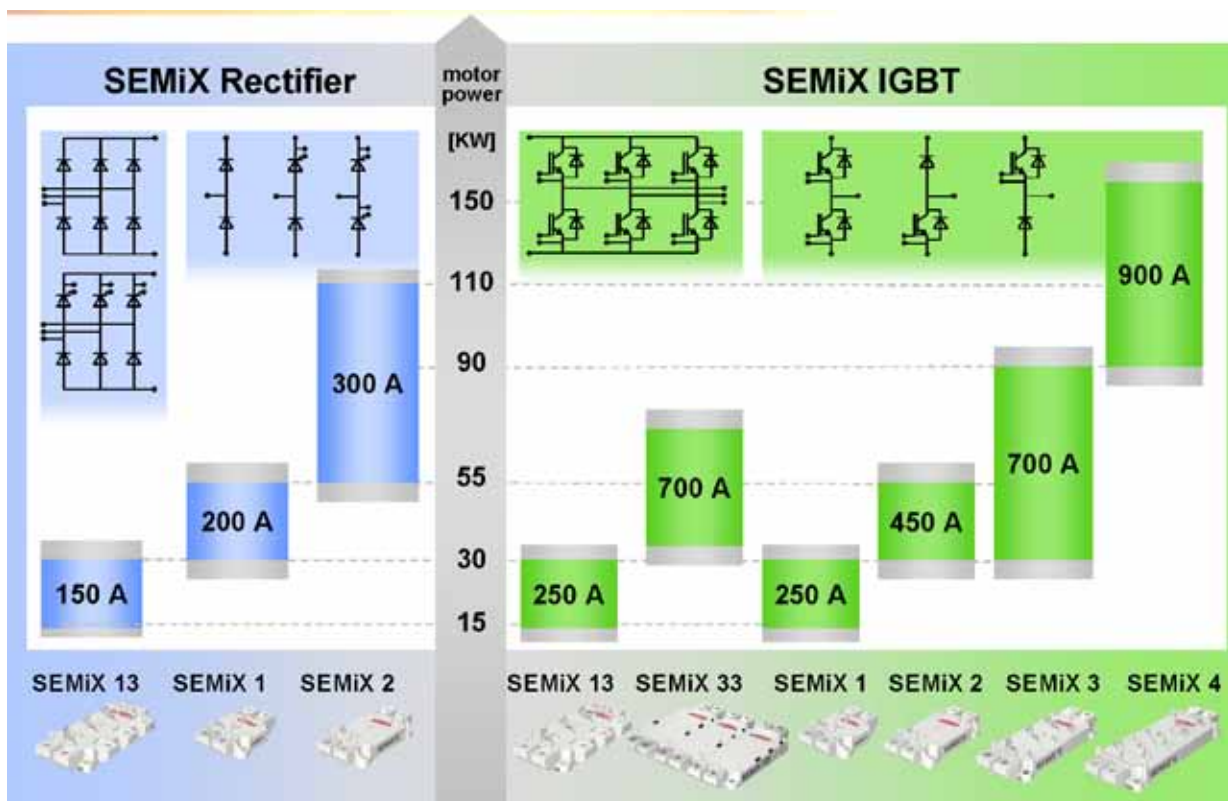 SEMiX Rectifier
motor
power
SEMiX IGBT
[KW]
150
110
900 A
90
300 A
700 A
55
700 A
450 A
200 A
30
150 A
250 A
250 A
15
SEMiX 13
SEMiX 1
SEMiX 2
SEMiX 13
SEMiX 33
SEMiX 1
SEMiX 2
SEMiX 3
SEMiX 4